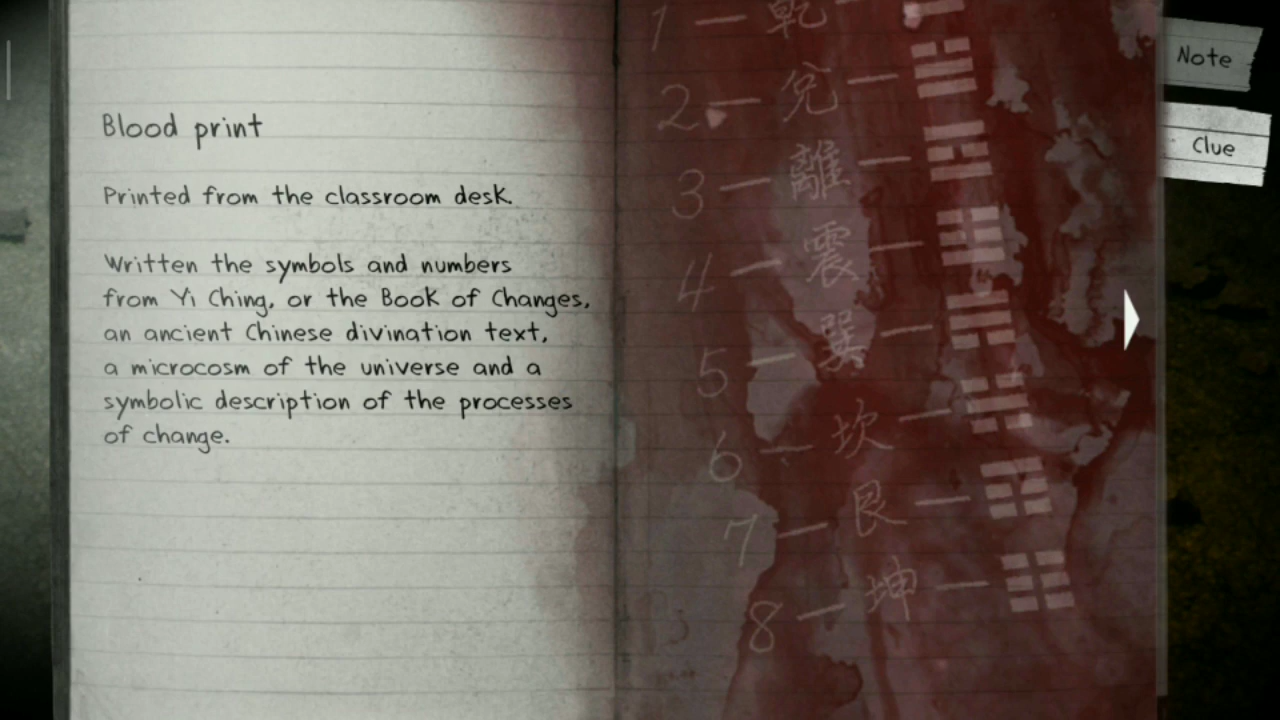 Blood print
Printed from the classroom desk.
Written the symbols and numbers
from Yi Ching, or the Book of Changes,
an ancient Chinese divination text,
a microcosm of the universe and a
symbolic description of the processes
of change.
1 — 乾 — ☰
2 — 兌 — ☱
3 — 離 — ☲
4 — 震 — ☳
5 — 巽 — ☴
6 — 坎 — ☵
7 — 艮 — ☶
8 — 坤 — ☷
Note
Clue